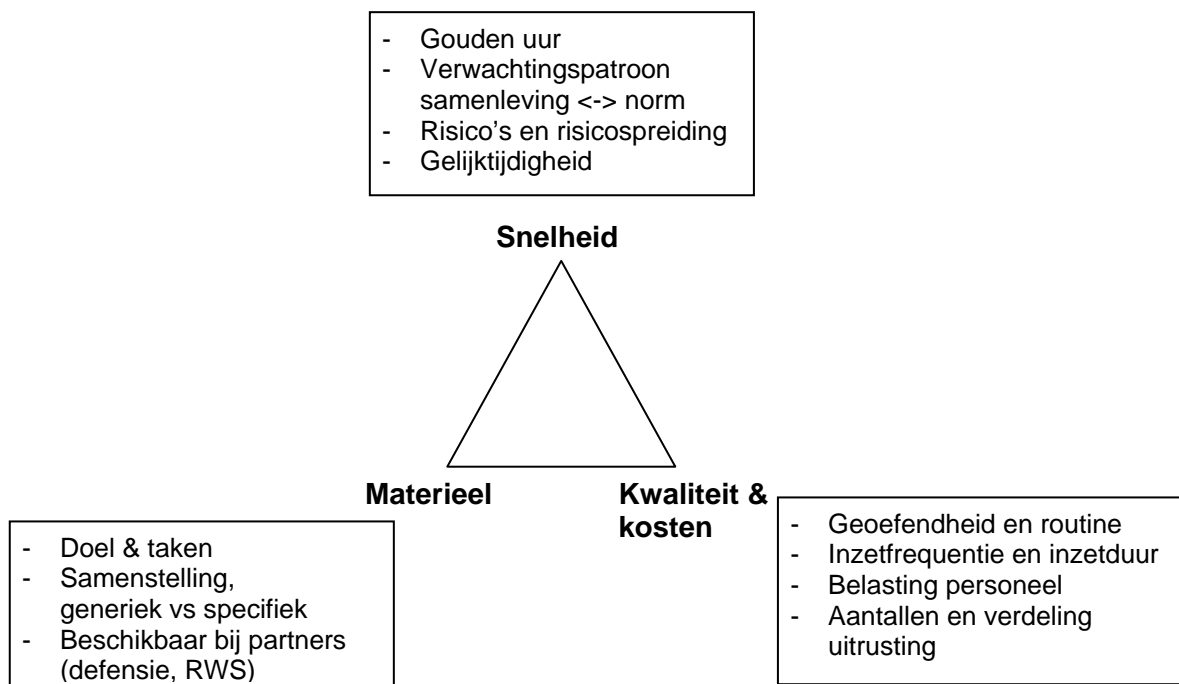 - Gouden uur
- Verwachtingspatroon
samenleving <-> norm
- Risico's en risicospreiding
- Gelijktijdigheid
Snelheid
Materieel
Kwaliteit &
kosten
- Doel & taken
- Samenstelling,
generiek vs specifiek
- Beschikbaar bij partners
(defensie, RWS)
- Geoefendheid en routine
- Inzetfrequentie en inzetduur
- Belasting personeel
- Aantallen en verdeling
uitrusting